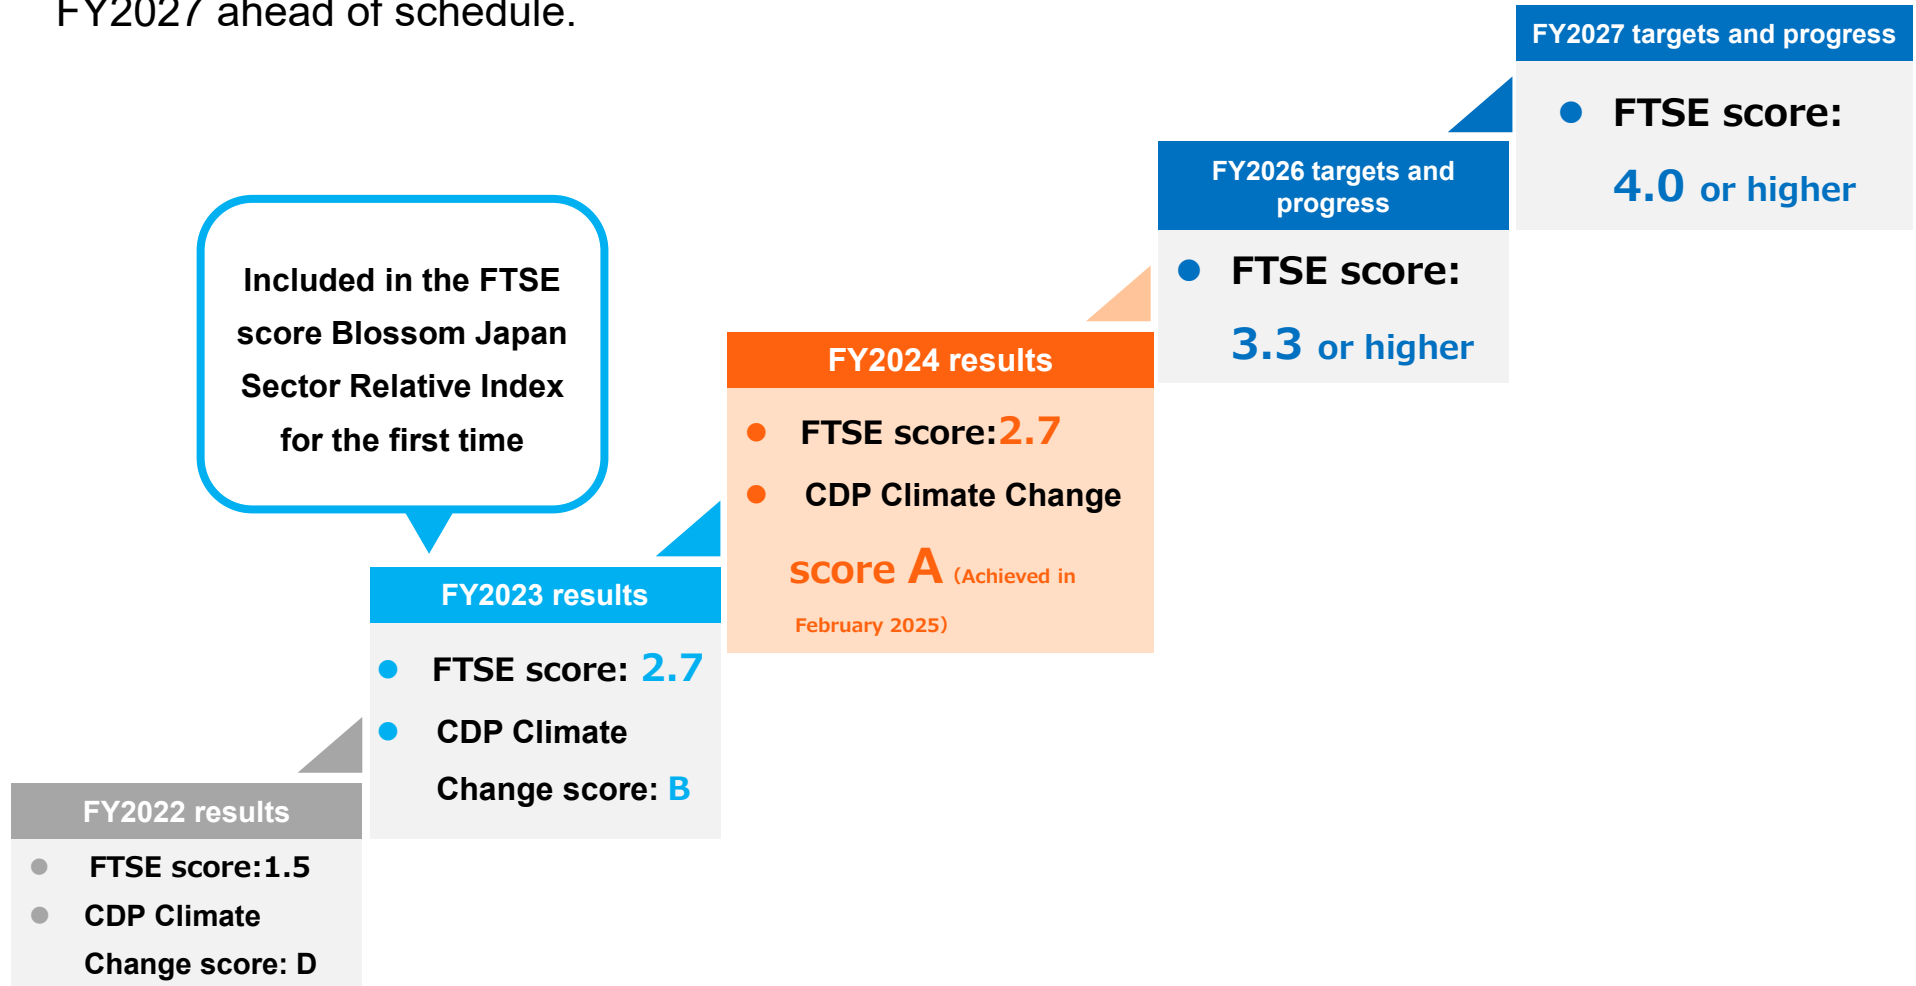 FY2027 ahead of schedule.
FY2027 targets and progress
● FTSE score:
4.0 or higher
FY2026 targets and
progress
● FTSE score:
3.3 or higher
Included in the FTSE
score Blossom Japan
Sector Relative Index
for the first time
FY2024 results
● FTSE score:2.7
● CDP Climate Change
score A（Achieved in
February 2025）
FY2023 results
● FTSE score: 2.7
● CDP Climate
Change score: B
FY2022 results
● FTSE score:1.5
● CDP Climate
Change score: D